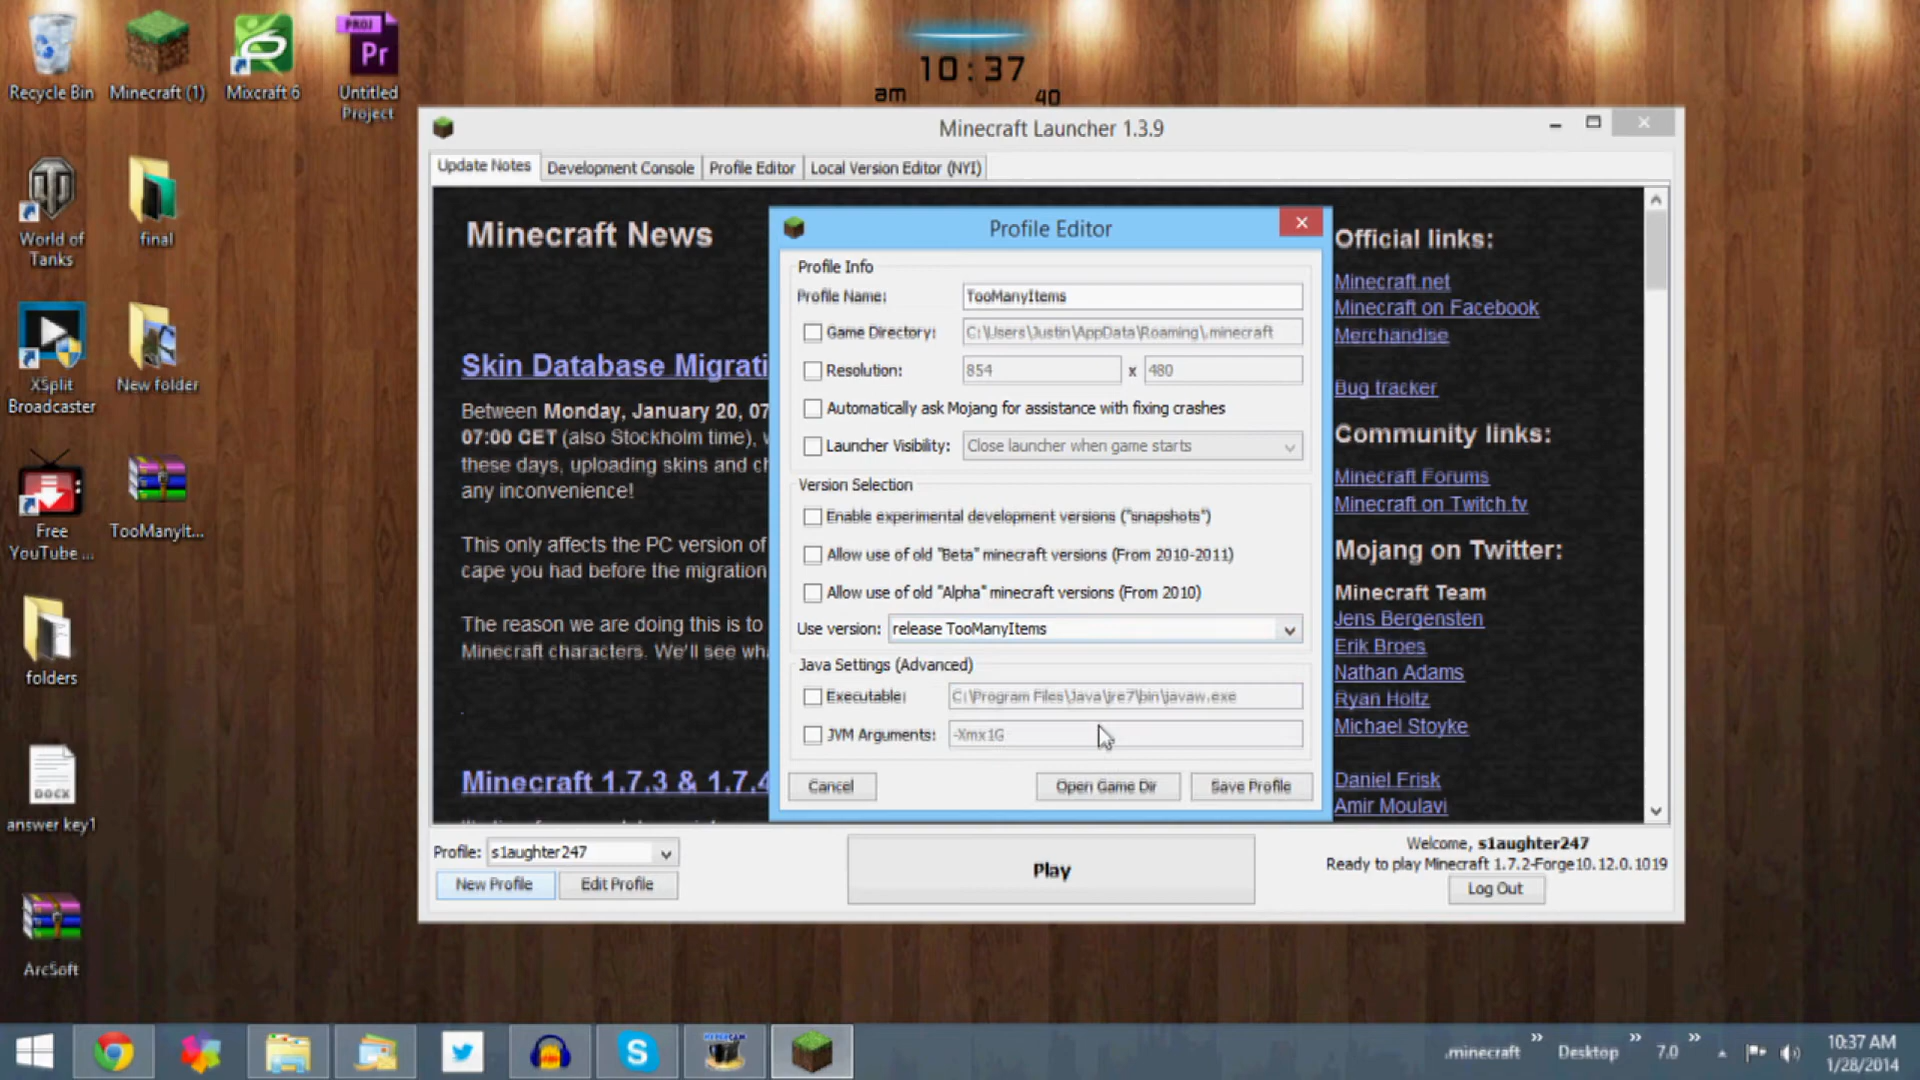 Recycle Bin
Minecraft (1)
Mixcraft 6
PROJ
Pr
Untitled
Project
World of
Tanks
final
XSplit
Broadcaster
New folder
Free
YouTube ...
TooManyIt...
folders
DOCX
answer key1
ArcSoft
10:37
am
40
Minecraft Launcher 1.3.9
Update Notes
Development Console
Profile Editor
Local Version Editor (NYI)
Minecraft News
Skin Database Migrati
Between Monday, January 20, 07
07:00 CET (also Stockholm time), w
these days, uploading skins and ch
any inconvenience!
This only affects the PC version of
cape you had before the migration
The reason we are doing this is to
Minecraft characters. We'll see wha
Minecraft 1.7.3 & 1.7.4
Profile Editor
Profile Info
Profile Name:
TooManyItems
Game Directory:
C:\Users\Justin\AppData\Roaming\.minecraft
Resolution:
854
x
480
Automatically ask Mojang for assistance with fixing crashes
Launcher Visibility:
Close launcher when game starts
Version Selection
Enable experimental development versions ("snapshots")
Allow use of old "Beta" minecraft versions (From 2010-2011)
Allow use of old "Alpha" minecraft versions (From 2010)
Use version:
release TooManyItems
Java Settings (Advanced)
Executable:
C:\Program Files\Java\jre7\bin\javaw.exe
JVM Arguments:
-Xmx1G
Cancel
Open Game Dir
Save Profile
Official links:
Minecraft.net
Minecraft on Facebook
Merchandise
Bug tracker
Community links:
Minecraft Forums
Minecraft on Twitch.tv
Mojang on Twitter:
Minecraft Team
Jens Bergensten
Erik Broes
Nathan Adams
Ryan Holtz
Michael Stoyke
Daniel Frisk
Amir Moulavi
Profile:
s1aughter247
New Profile
Edit Profile
Play
Welcome, s1aughter247
Ready to play Minecraft 1.7.2-Forge10.12.0.1019
Log Out
.minecraft
Desktop
7.0
10:37 AM
1/28/2014